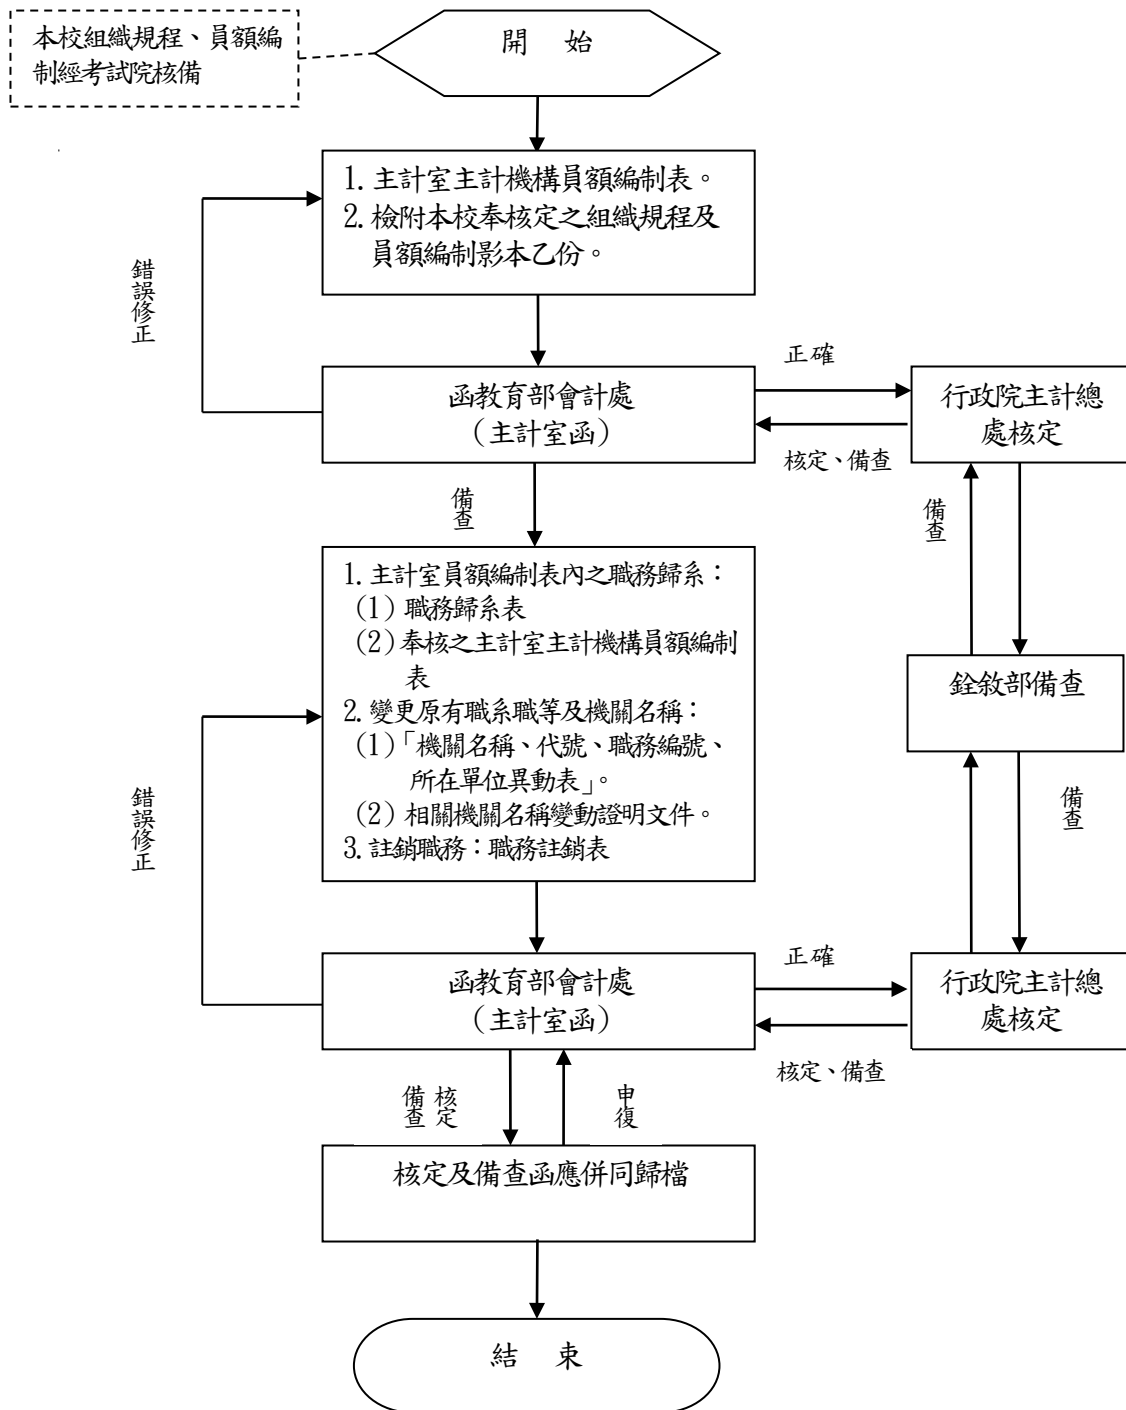 本校組織規程、員額編
制經考試院核備
開 始
1. 主計室主計機構員額編制表。
2. 檢附本校奉核定之組織規程及
員額編制影本乙份。
錯誤修正
函教育部會計處
（主計室函）
正確
核定、備查
行政院主計總
處核定
備查
備查
1. 主計室員額編制表內之職務歸系：
(1) 職務歸系表
(2) 奉核之主計室主計機構員額編制
表
2. 變更原有職系職等及機關名稱：
(1)「機關名稱、代號、職務編號、
所在單位異動表」。
(2) 相關機關名稱變動證明文件。
3. 註銷職務：職務註銷表
銓敘部備查
備查
錯誤修正
函教育部會計處
（主計室函）
正確
核定、備查
行政院主計總
處核定
核定
備查
申復
核定及備查函應併同歸檔
結 束